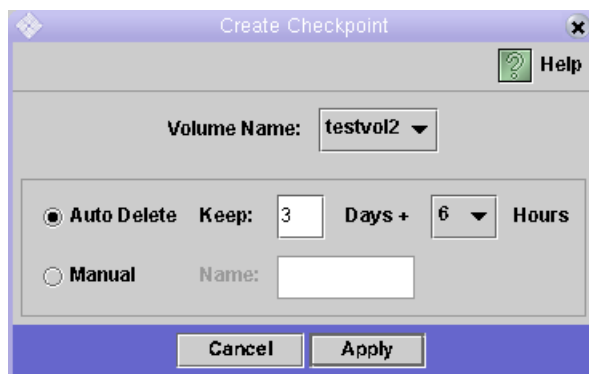 Create Checkpoint
Help
Volume Name: testvol2
Auto Delete Keep: 3 Days + 6 Hours
Manual Name:
Cancel Apply